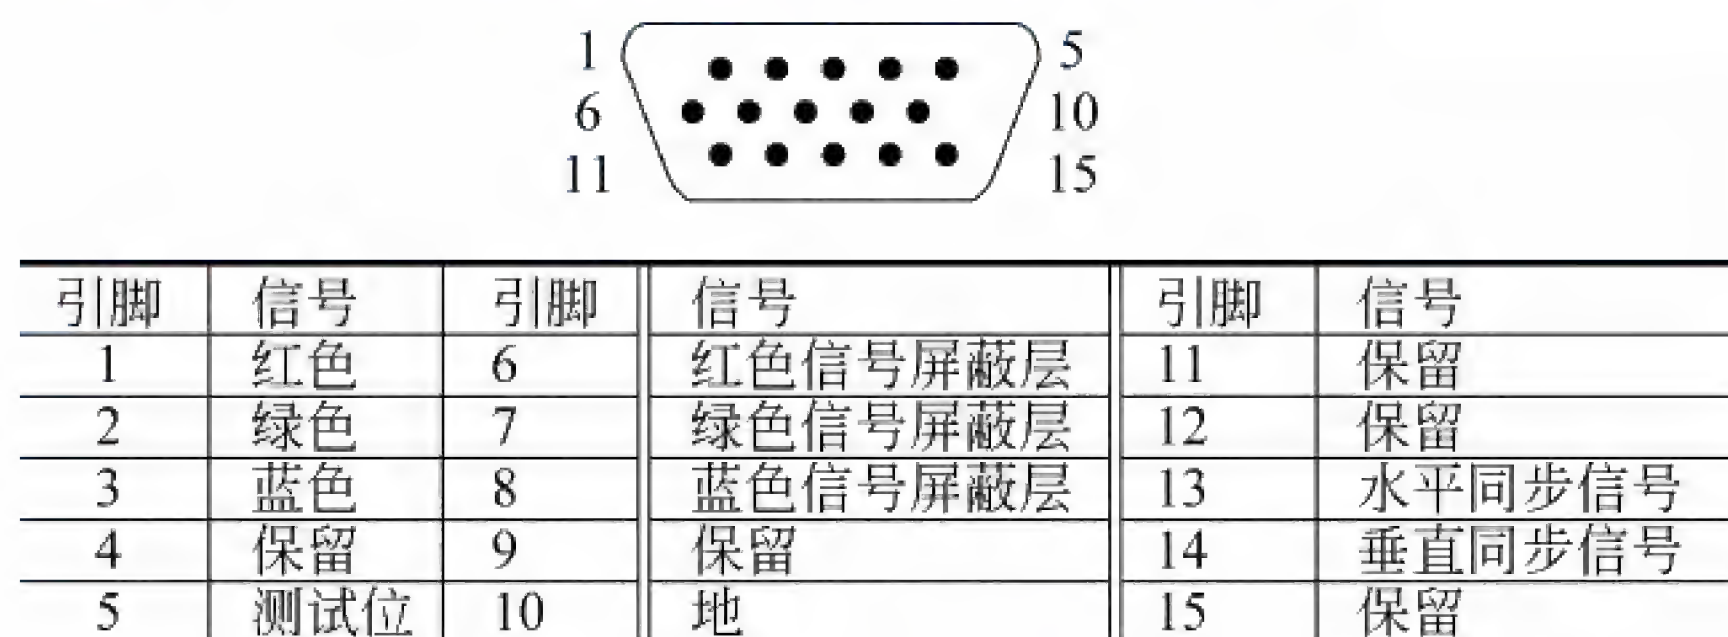 1 5
6 10
11 15
引脚 信号 引脚 信号 引脚 信号
1 红色 6 红色信号屏蔽层 11 保留
2 绿色 7 绿色信号屏蔽层 12 保留
3 蓝色 8 蓝色信号屏蔽层 13 水平同步信号
4 保留 9 保留 14 垂直同步信号
5 测试位 10 地 15 保留